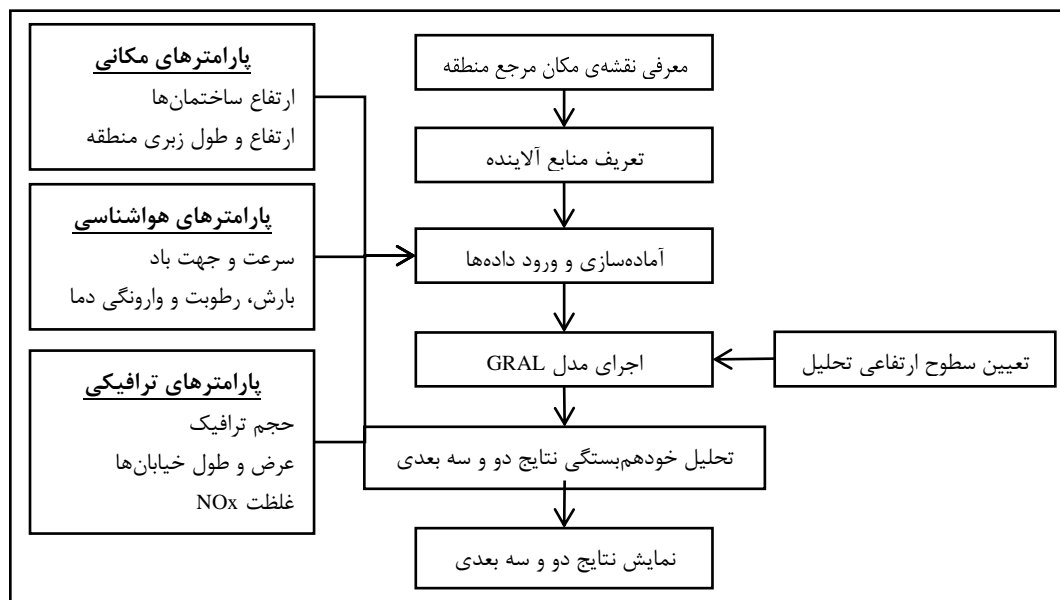 پارامترهای مکانی
ارتفاع ساختمان‌ها
ارتفاع و طول زبری منطقه
پارامترهای هواشناسی
سرعت و جهت باد
بارش، رطوبت و وارونگی دما
پارامترهای ترافیکی
حجم ترافیک
عرض و طول خیابان‌ها
غلظت NOx
معرفی نقشه‌ی مکان مرجع منطقه
تعریف منابع آلاینده
آماده‌سازی و ورود داده‌ها
اجرای مدل GRAL
تعیین سطوح ارتفاعی تحلیل
تحلیل خودهم‌بستگی نتایج دو و سه بعدی
نمایش نتایج دو و سه بعدی